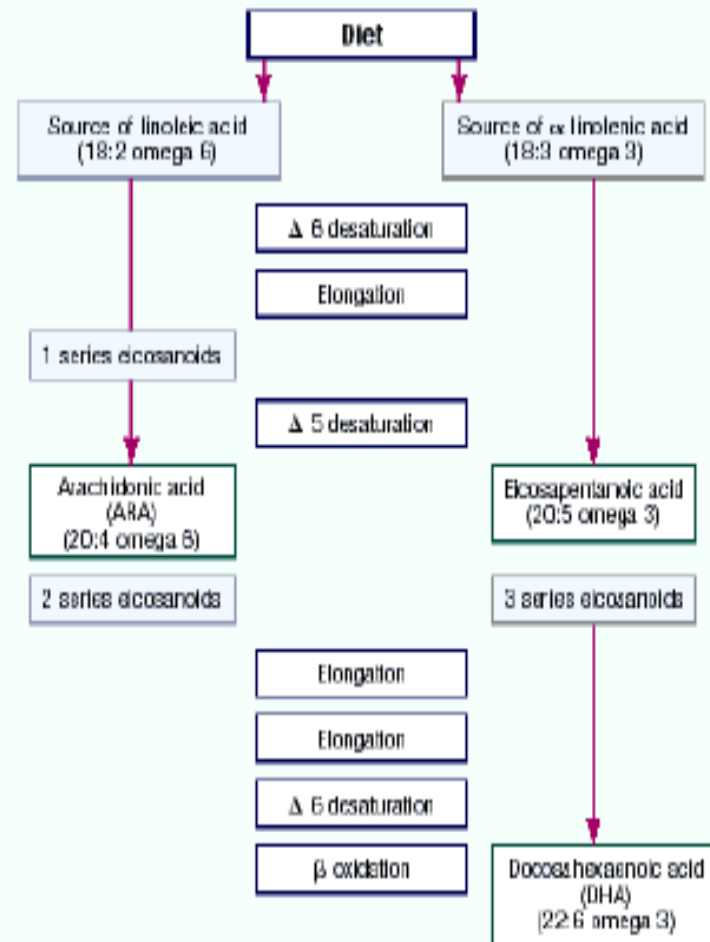 Diet
Source of linoleic acid
(18:2 omega 6)
Source of α linolenic acid
(18:3 omega 3)
Δ 6 desaturation
Elongation
1 series eicosanoids
Δ 5 desaturation
Arachidonic acid
(ARA)
(20:4 omega 6)
Eicosapentanoic acid
(20:5 omega 3)
2 series eicosanoids
3 series eicosanoids
Elongation
Elongation
Δ 6 desaturation
β oxidation
Docosahexaenoic acid
(DHA)
(22:6 omega 3)